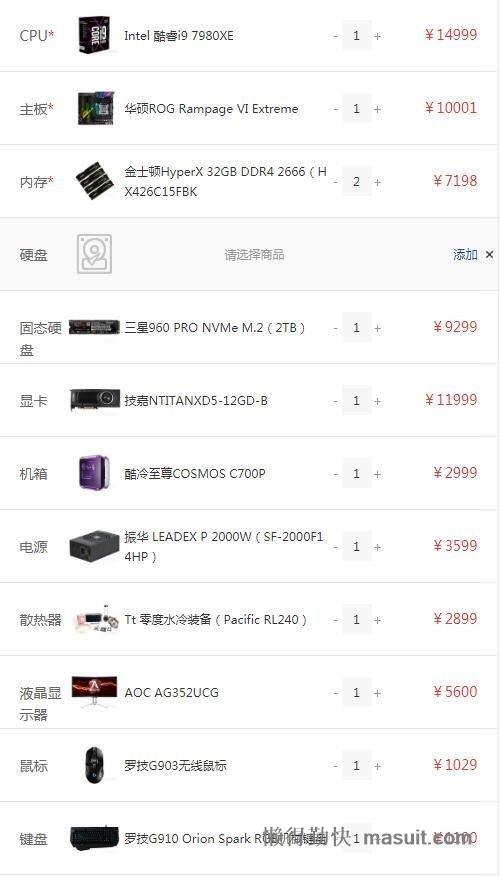 CPU* Intel 酷睿i9 7980XE - 1 + ￥14999
主板* 华硕ROG Rampage VI Extreme - 1 + ￥10001
内存* 金士顿HyperX 32GB DDR4 2666（H
X426C15FBK - 2 + ￥7198
硬盘 请选择商品 添加 ×
固态硬 三星960 PRO NVMe M.2（2TB） - 1 + ￥9299
盘
显卡 技嘉NTITANXD5-12GD-B - 1 + ￥11999
机箱 酷冷至尊COSMOS C700P - 1 + ￥2999
电源 振华 LEADEX P 2000W（SF-2000F1
4HP） - 1 + ￥3599
散热器 Tt 零度水冷装备（Pacific RL240） - 1 + ￥2899
液晶显 AOC AG352UCG - 1 + ￥5600
示器
鼠标 罗技G903无线鼠标 - 1 + ￥1029
键盘 罗技G910 Orion Spark - 1 +
懒得勤快 masuit.com